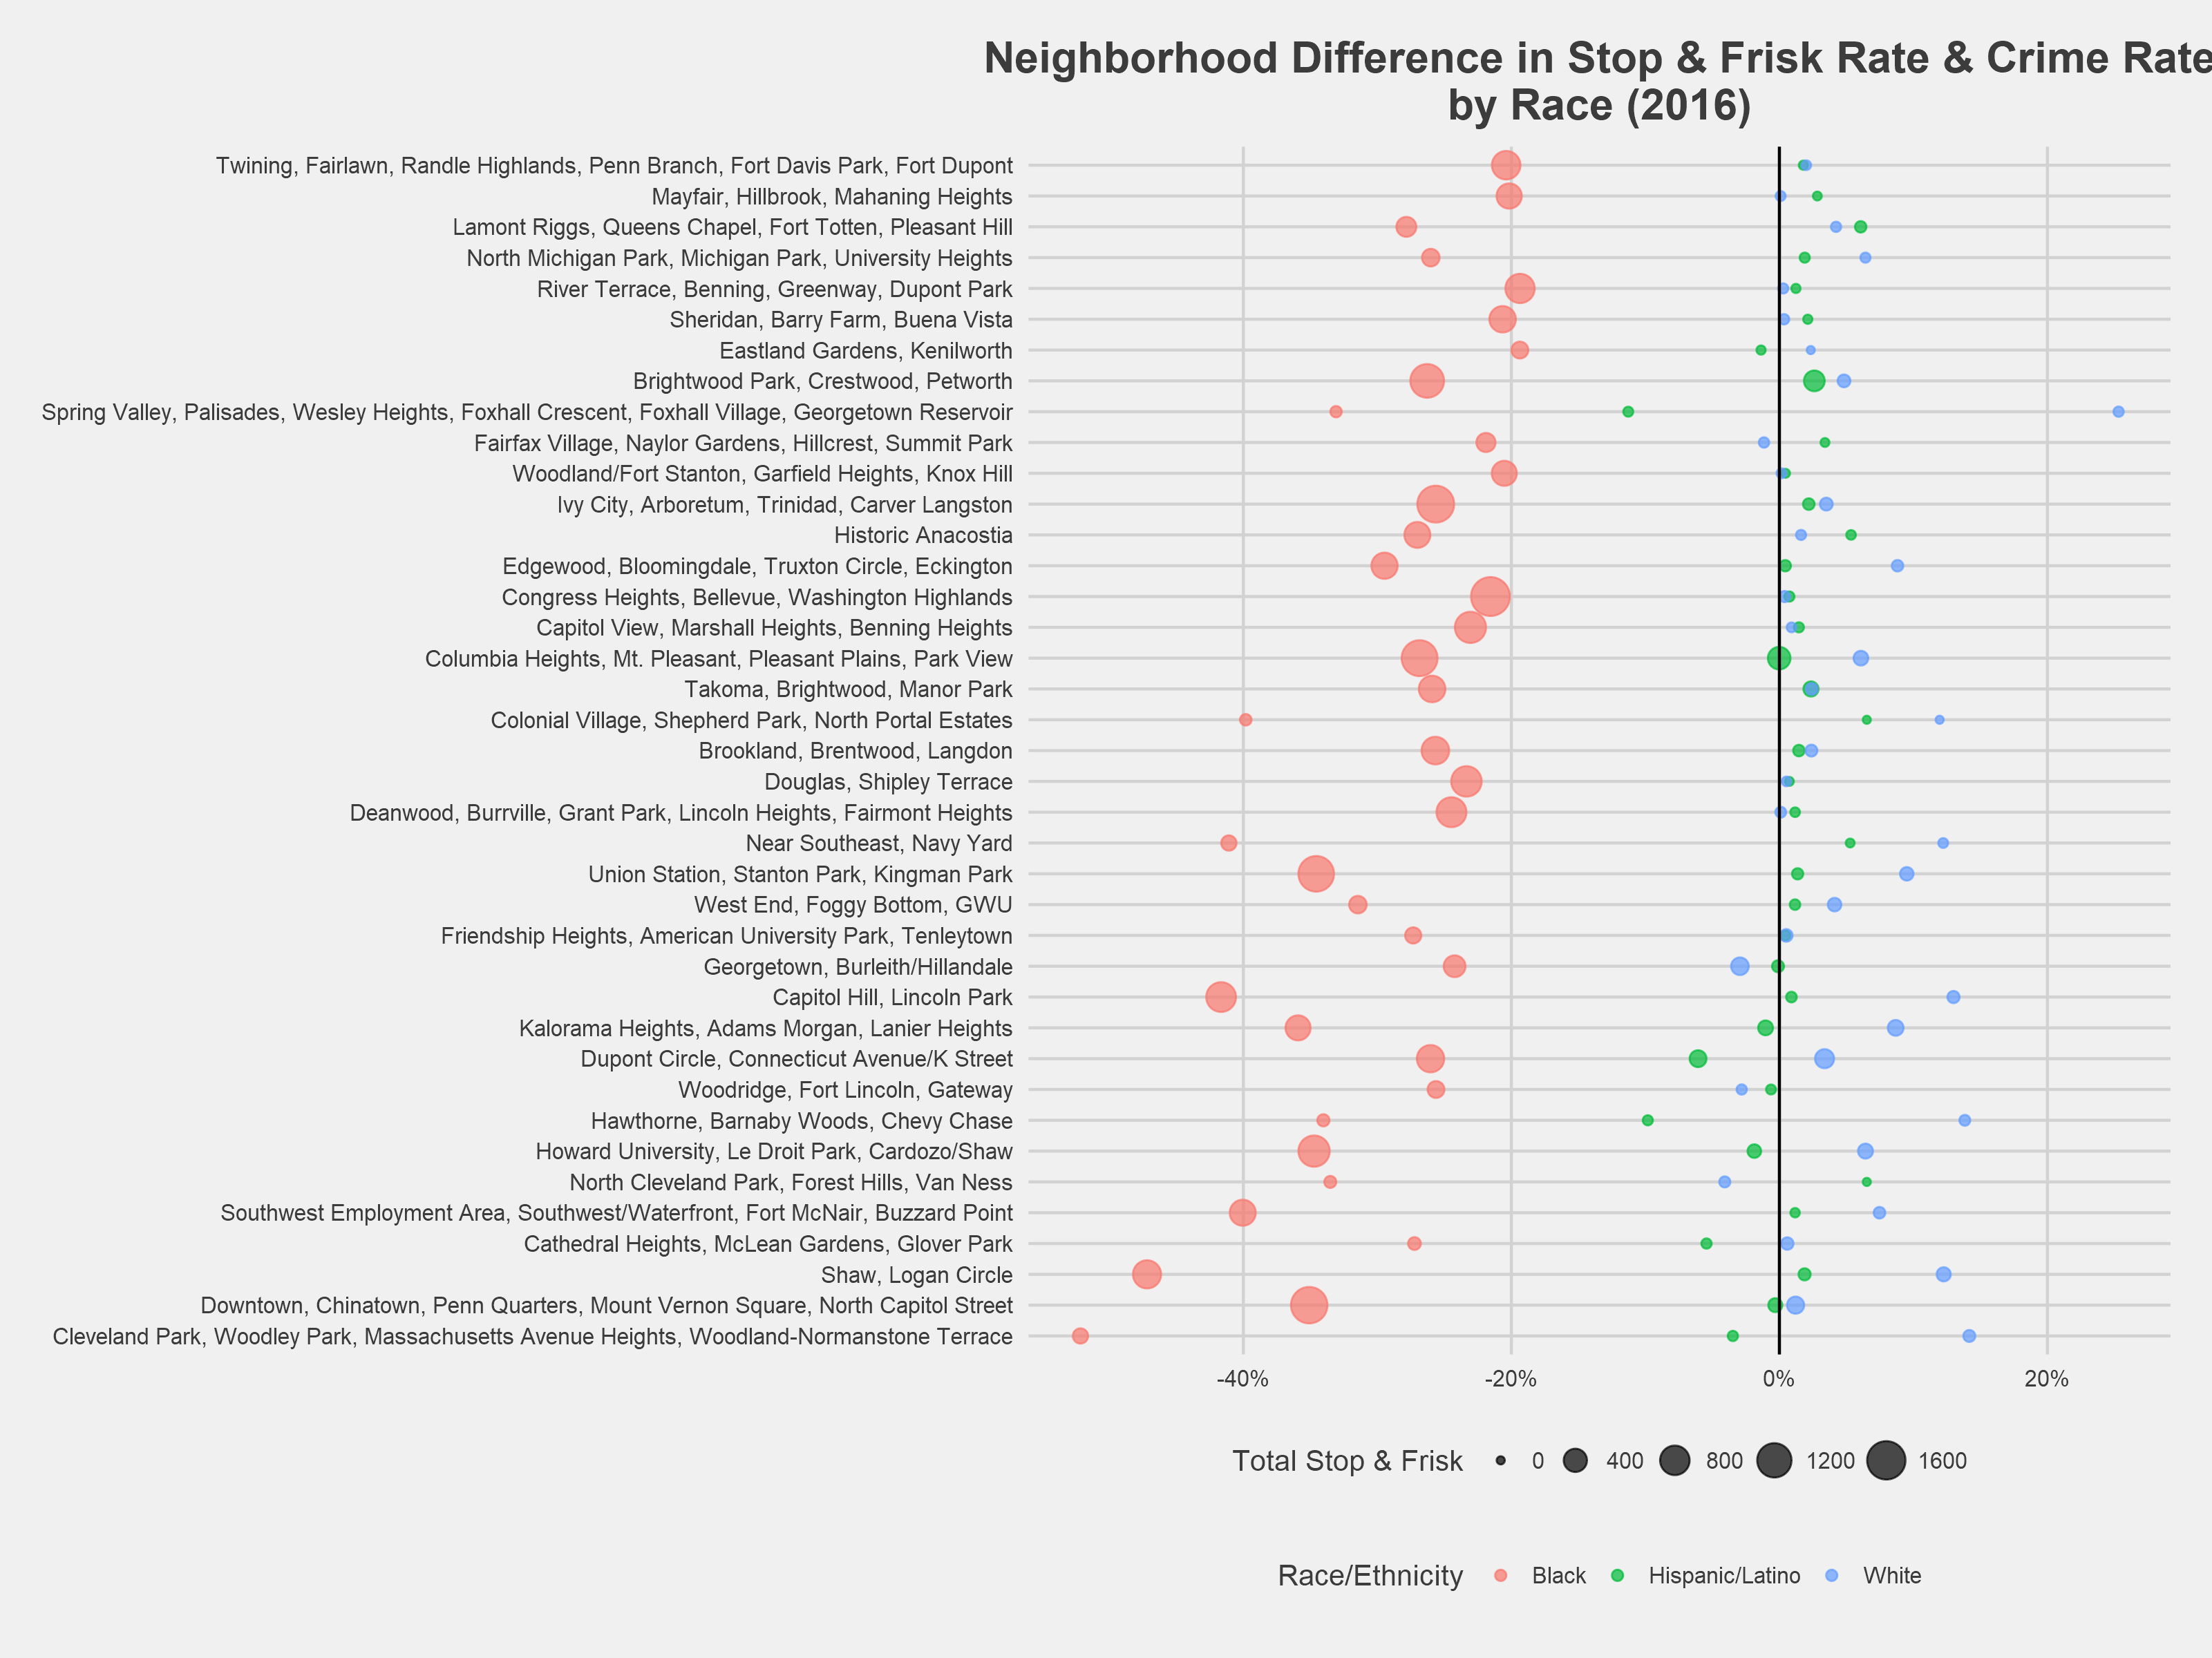 Neighborhood Difference in Stop & Frisk Rate & Crime Rate
by Race (2016)
Twining, Fairlawn, Randle Highlands, Penn Branch, Fort Davis Park, Fort Dupont
Mayfair, Hillbrook, Mahaning Heights
Lamont Riggs, Queens Chapel, Fort Totten, Pleasant Hill
North Michigan Park, Michigan Park, University Heights
River Terrace, Benning, Greenway, Dupont Park
Sheridan, Barry Farm, Buena Vista
Eastland Gardens, Kenilworth
Brightwood Park, Crestwood, Petworth
Spring Valley, Palisades, Wesley Heights, Foxhall Crescent, Foxhall Village, Georgetown Reservoir
Fairfax Village, Naylor Gardens, Hillcrest, Summit Park
Woodland/Fort Stanton, Garfield Heights, Knox Hill
Ivy City, Arboretum, Trinidad, Carver Langston
Historic Anacostia
Edgewood, Bloomingdale, Truxton Circle, Eckington
Congress Heights, Bellevue, Washington Highlands
Capitol View, Marshall Heights, Benning Heights
Columbia Heights, Mt. Pleasant, Pleasant Plains, Park View
Takoma, Brightwood, Manor Park
Colonial Village, Shepherd Park, North Portal Estates
Brookland, Brentwood, Langdon
Douglas, Shipley Terrace
Deanwood, Burrville, Grant Park, Lincoln Heights, Fairmont Heights
Near Southeast, Navy Yard
Union Station, Stanton Park, Kingman Park
West End, Foggy Bottom, GWU
Friendship Heights, American University Park, Tenleytown
Georgetown, Burleith/Hillandale
Capitol Hill, Lincoln Park
Kalorama Heights, Adams Morgan, Lanier Heights
Dupont Circle, Connecticut Avenue/K Street
Woodridge, Fort Lincoln, Gateway
Hawthorne, Barnaby Woods, Chevy Chase
Howard University, Le Droit Park, Cardozo/Shaw
North Cleveland Park, Forest Hills, Van Ness
Southwest Employment Area, Southwest/Waterfront, Fort McNair, Buzzard Point
Cathedral Heights, McLean Gardens, Glover Park
Shaw, Logan Circle
Downtown, Chinatown, Penn Quarters, Mount Vernon Square, North Capitol Street
Cleveland Park, Woodley Park, Massachusetts Avenue Heights, Woodland-Normanstone Terrace
-40% -20% 0% 20%
Total Stop & Frisk 0 400 800 1200 1600
Race/Ethnicity Black Hispanic/Latino White